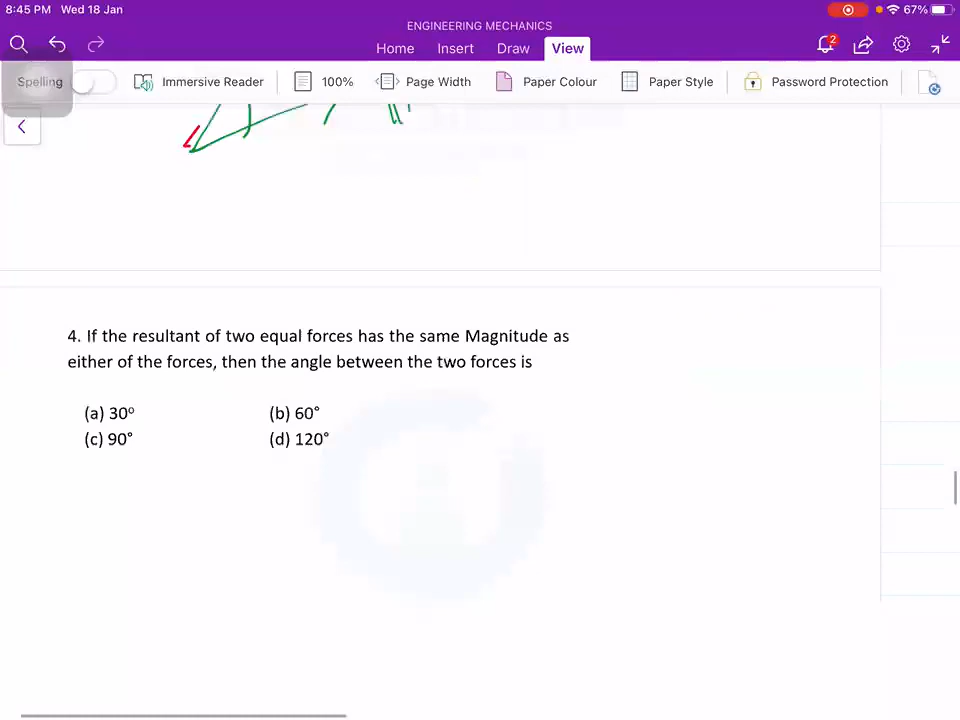 8:45 PM Wed 18 Jan 67%
ENGINEERING MECHANICS
Home Insert Draw View
2
Spelling Immersive Reader 100% Page Width Paper Colour Paper Style Password Protection
4. If the resultant of two equal forces has the same Magnitude as
either of the forces, then the angle between the two forces is
(a) 30° (b) 60°
(c) 90° (d) 120°